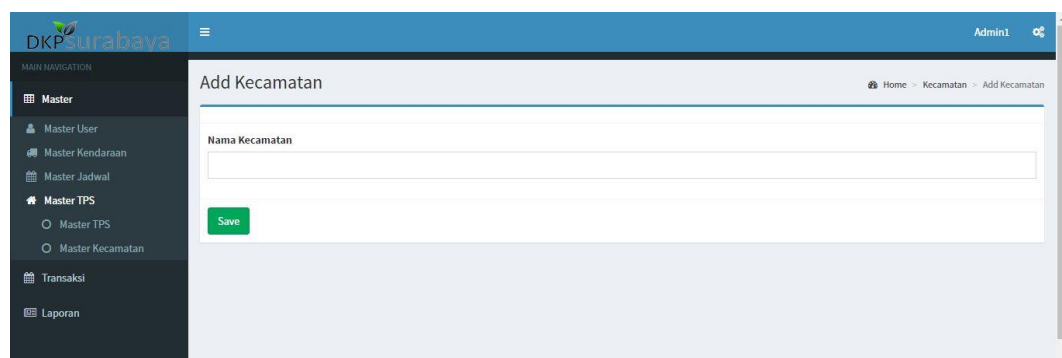 DKPsurabaya
Admin1
MAIN NAVIGATION
Add Kecamatan
Home > Kecamatan > Add Kecamatan
Master
Master User
Master Kendaraan
Master Jadwal
Master TPS
Master TPS
Master Kecamatan
Transaksi
Laporan
Nama Kecamatan
Save